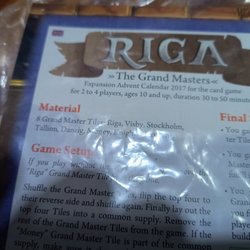 RIGA
»The Grand Masters«
Expansion Advent Calendar 2017 for the card game
for 2 to 4 players, ages 10 and up, duration 30 to 50 minutes
Material
8 Grand Master Tiles: Riga, Visby, Stockholm,
Tallinn, Danzig,
Game Setup
If you play without
"Riga" Grand Master Tile
Shuffle the Grand Master Tiles, flip the top four to
their reverse side and shuffle again. Finally lay out the
top four Tiles into a common supply. Remove the
rest of the Grand Master Tiles from the game. If the
"Money" Grand Master Tile is part of the common
supply,
Final
You